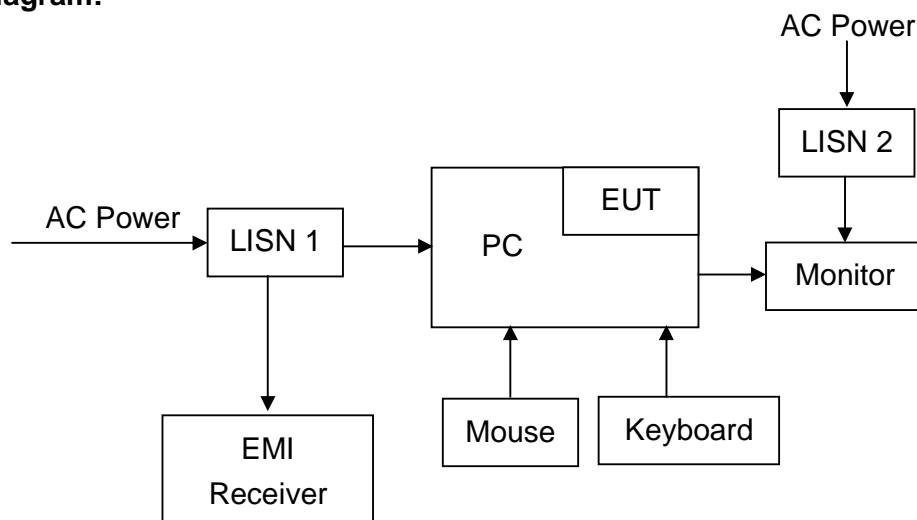 AC Power
LISN 2
EUT
AC Power
LISN 1
PC
Monitor
Mouse
Keyboard
EMI
Receiver